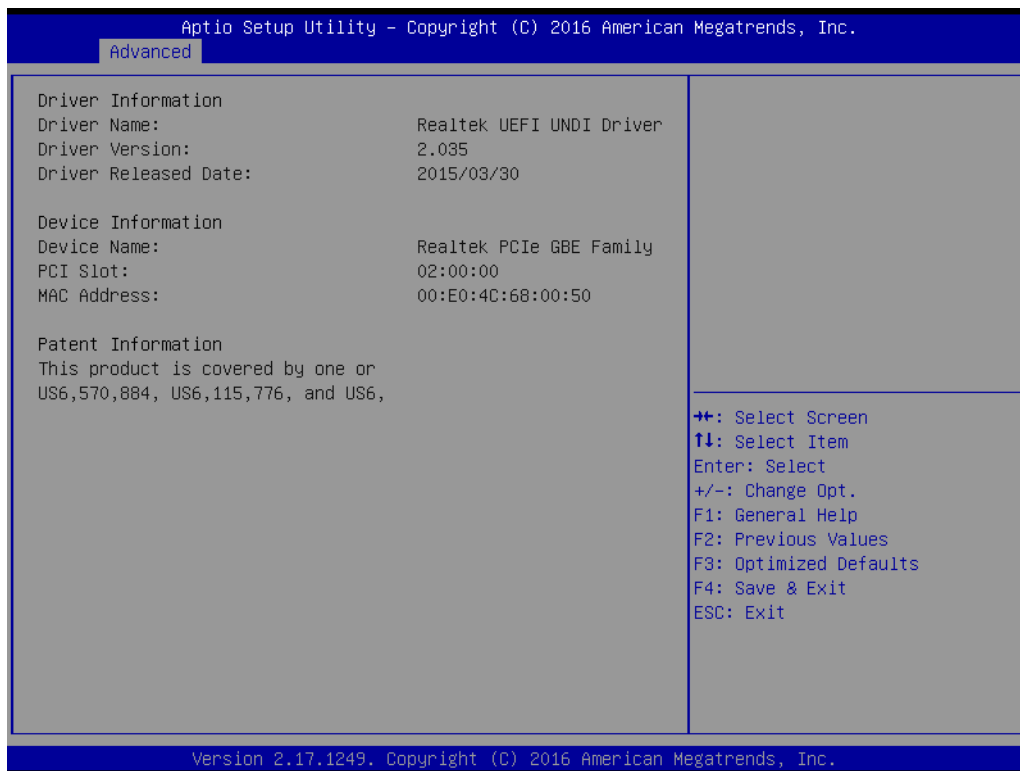 Aptio Setup Utility – Copyright (C) 2016 American Megatrends, Inc.
Advanced
Driver Information
Driver Name: Realtek UEFI UNDI Driver
Driver Version: 2.035
Driver Released Date: 2015/03/30
Device Information
Device Name: Realtek PCIe GBE Family
PCI Slot: 02:00:00
MAC Address: 00:E0:4C:68:00:50
Patent Information
This product is covered by one or
US6,570,884, US6,115,776, and US6,
→←: Select Screen
↑↓: Select Item
Enter: Select
+/-: Change Opt.
F1: General Help
F2: Previous Values
F3: Optimized Defaults
F4: Save & Exit
ESC: Exit
Version 2.17.1249. Copyright (C) 2016 American Megatrends, Inc.